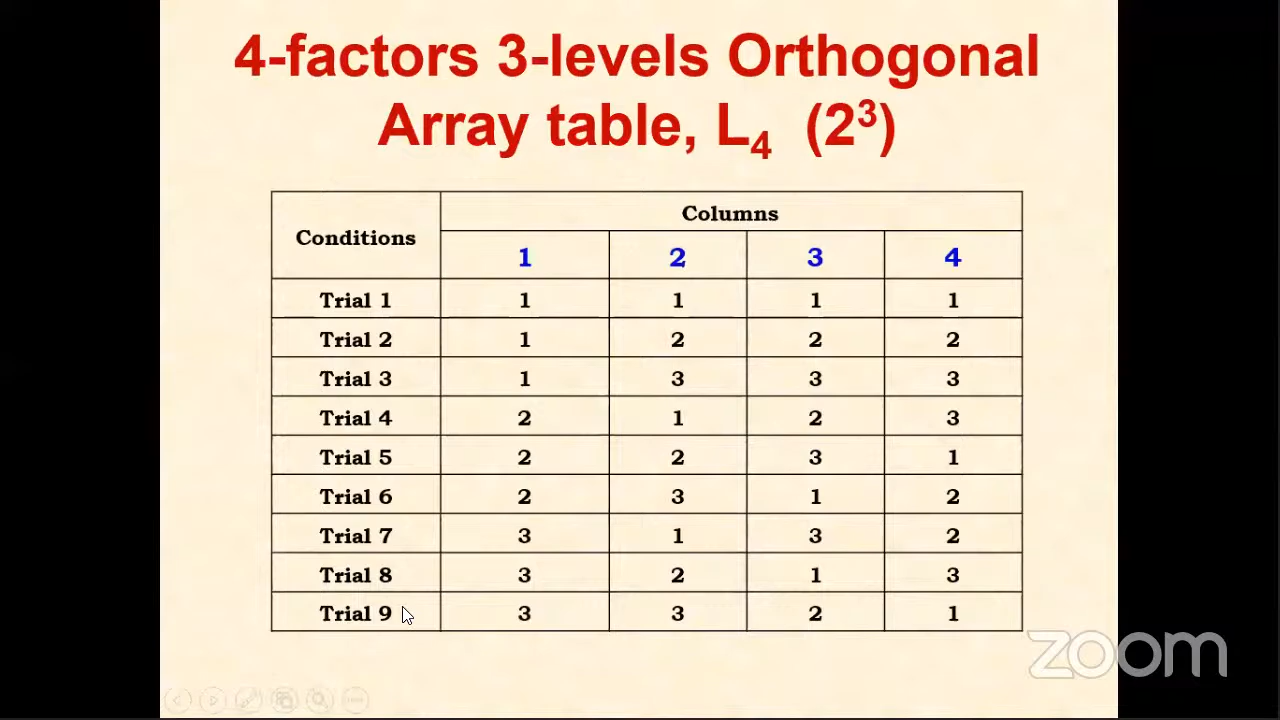 4-factors 3-levels Orthogonal
Array table, L₄ (2³)
Conditions Columns
1 2 3 4
Trial 1 1 1 1 1
Trial 2 1 2 2 2
Trial 3 1 3 3 3
Trial 4 2 1 2 3
Trial 5 2 2 3 1
Trial 6 2 3 1 2
Trial 7 3 1 3 2
Trial 8 3 2 1 3
Trial 9 3 3 2 1
zoom